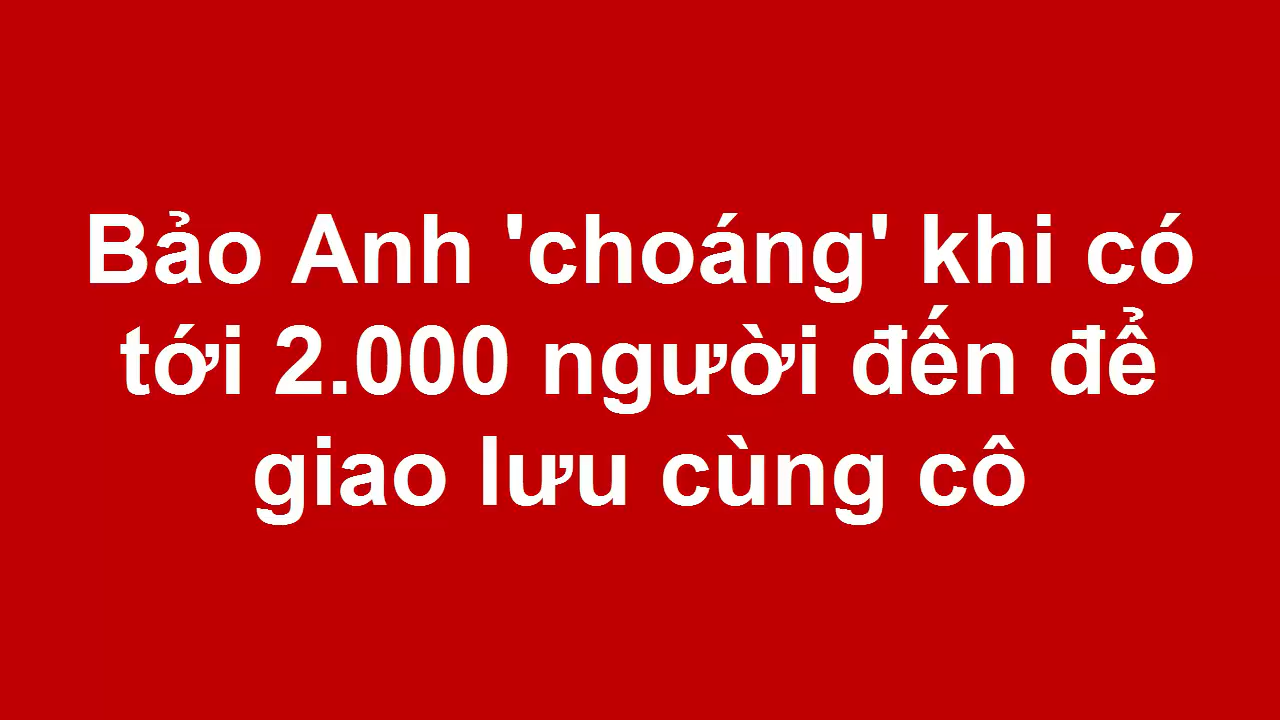 Bảo Anh 'choáng' khi có
tới 2.000 người đến để
giao lưu cùng cô